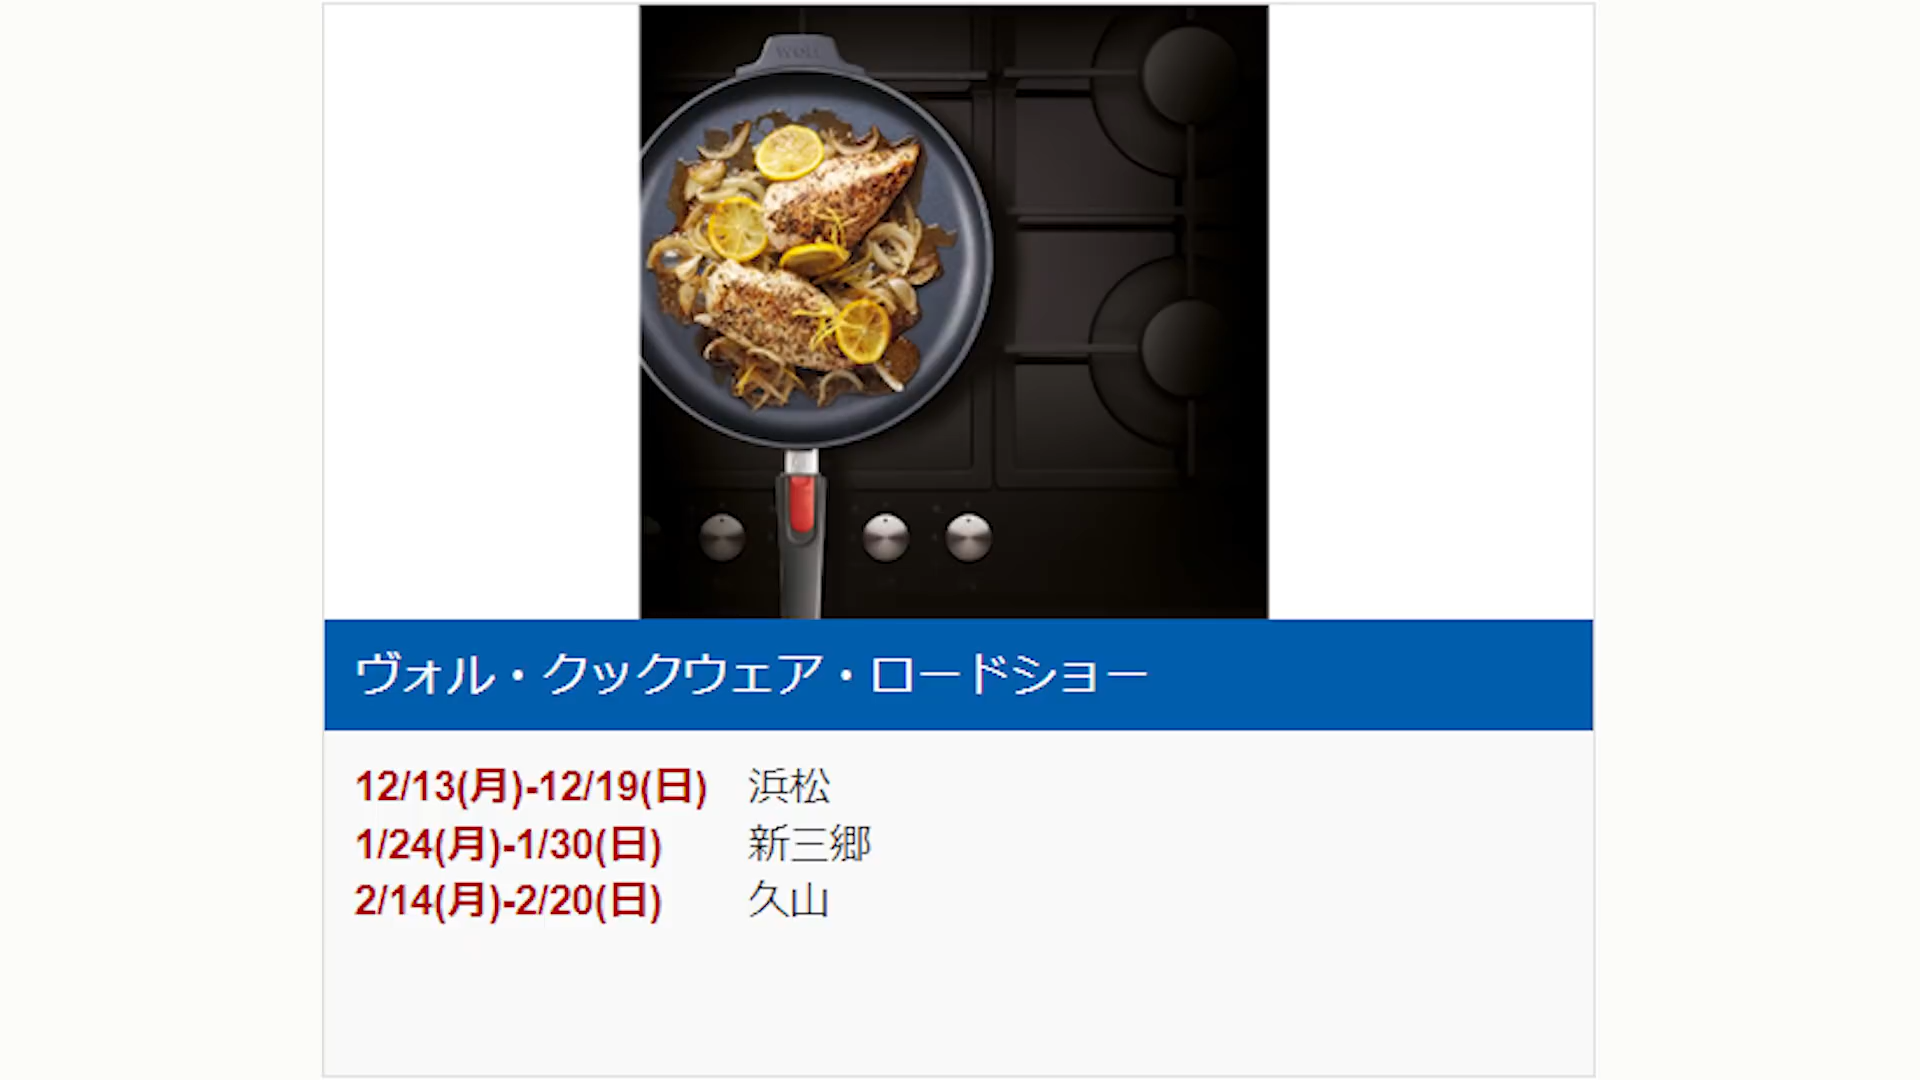 woll
ヴォル・クックウェア・ロードショー
12/13(月)-12/19(日) 浜松
1/24(月)-1/30(日) 新三郷
2/14(月)-2/20(日) 久山